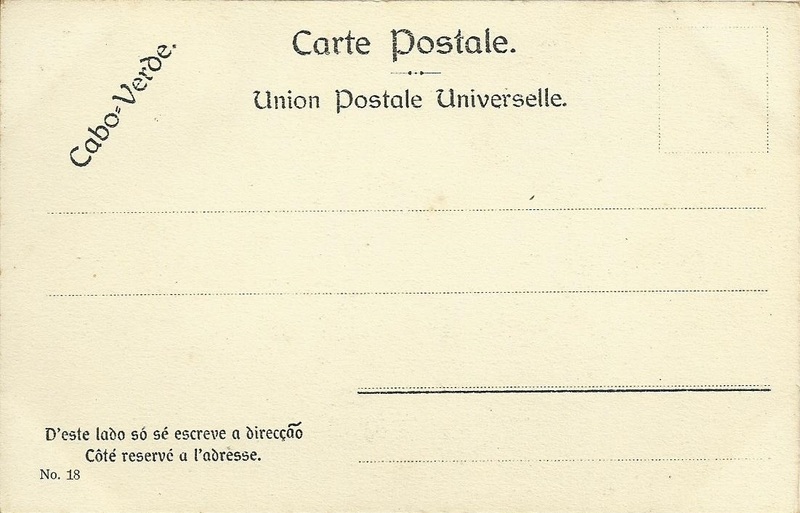 Cabo-Verde.
Carte Postale.
Union Postale Universelle.
D'este lado só sé escreve a direcção
Côté reservé a l'adresse.
No. 18